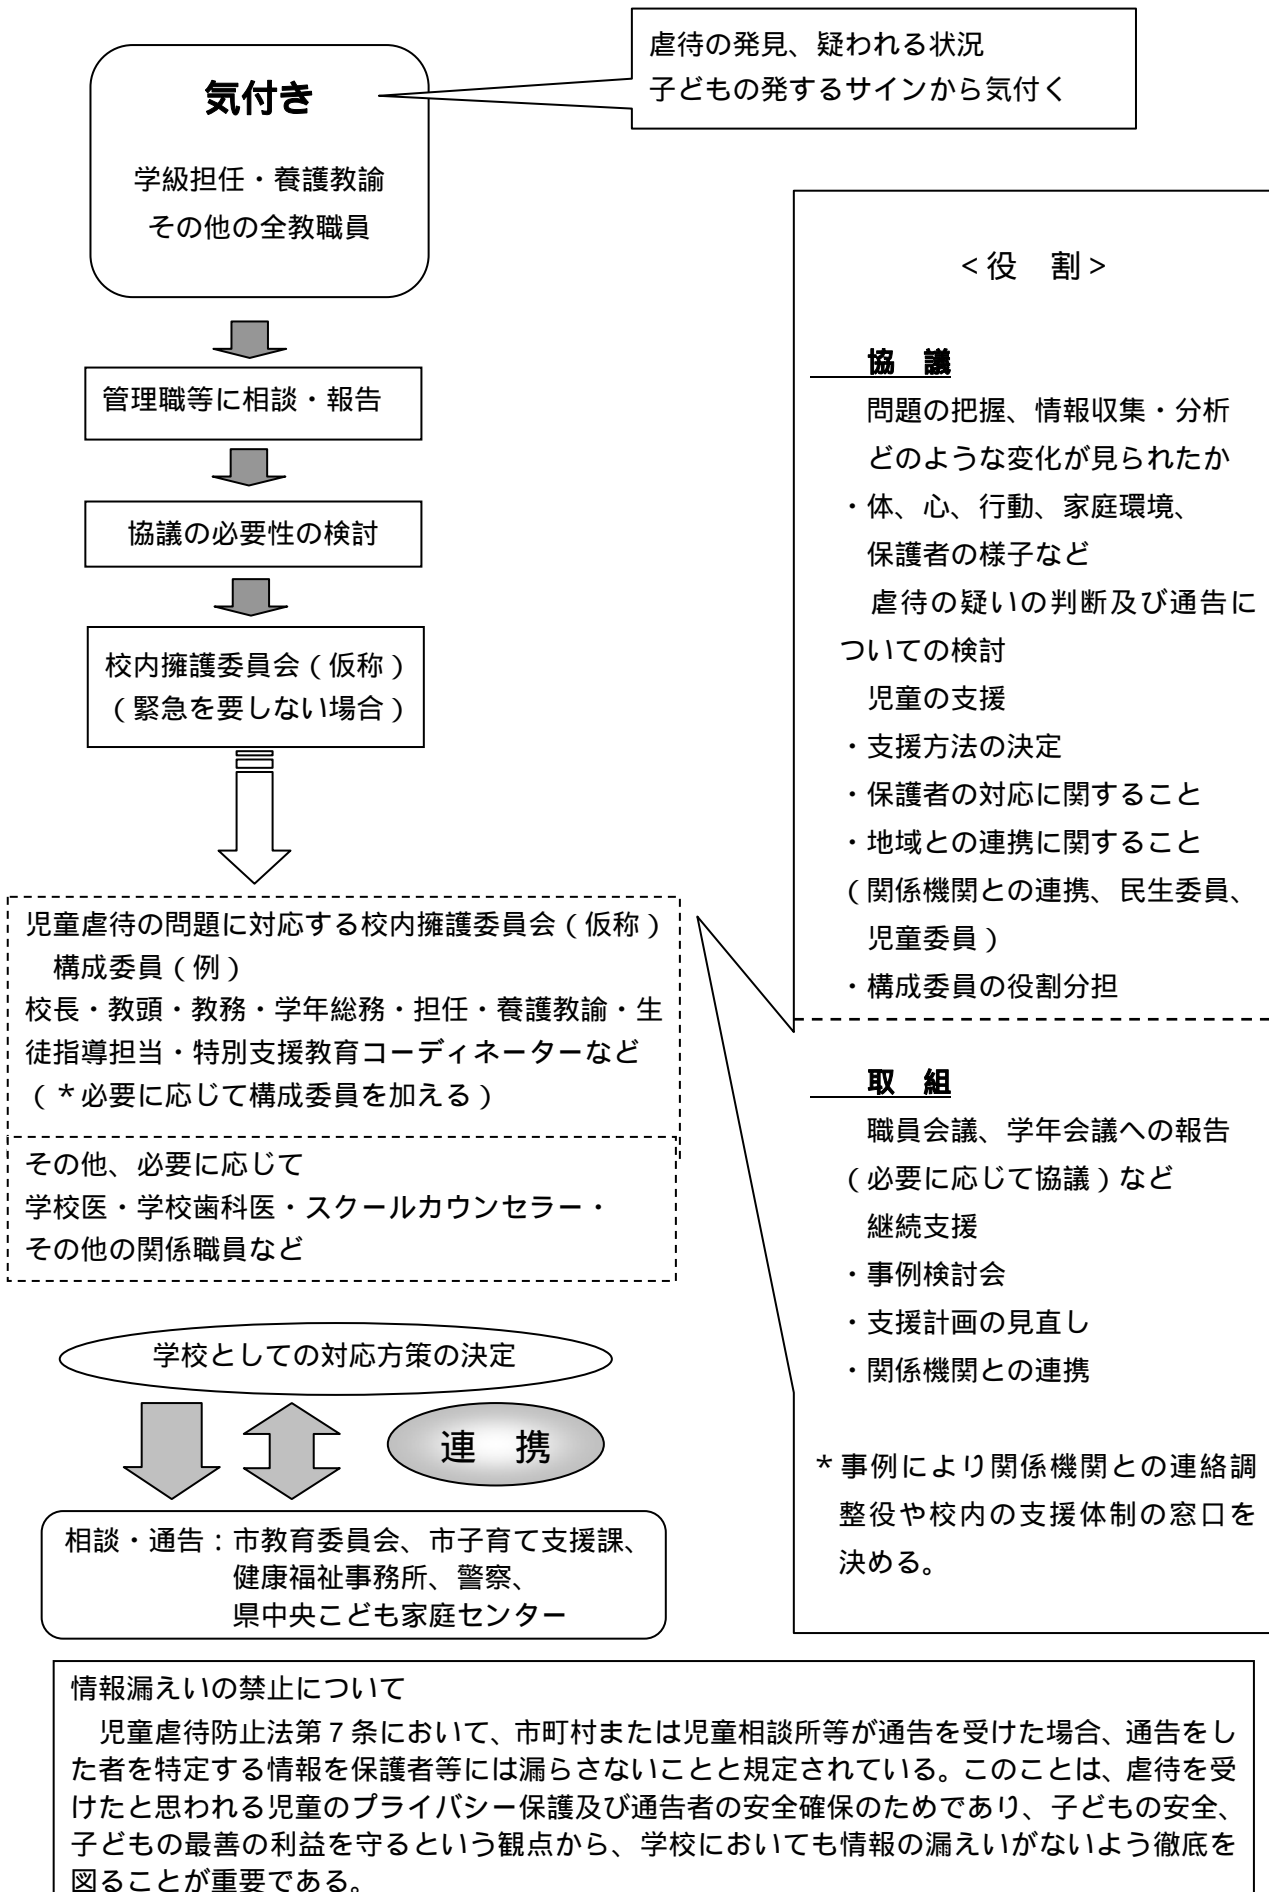 虐待の発見、疑われる状況
子どもの発するサインから気付く
気付き
学級担任・養護教諭
その他の全教職員
管理職等に相談・報告
協議の必要性の検討
校内擁護委員会(仮称)
(緊急を要しない場合)
児童虐待の問題に対応する校内擁護委員会(仮称)
構成委員(例)
校長・教頭・教務・学年総務・担任・養護教諭・生
徒指導担当・特別支援教育コーディネーターなど
(*必要に応じて構成委員を加える)
その他、必要に応じて
学校医・学校歯科医・スクールカウンセラー・
その他の関係職員など
学校としての対応方策の決定
連 携
相談・通告:市教育委員会、市子育て支援課、
健康福祉事務所、警察、
県中央こども家庭センター
<役 割>
協 議
問題の把握、情報収集・分析
どのような変化が見られたか
・体、心、行動、家庭環境、
保護者の様子など
虐待の疑いの判断及び通告に
ついての検討
児童の支援
・支援方法の決定
・保護者の対応に関すること
・地域との連携に関すること
(関係機関との連携、民生委員、
児童委員)
・構成委員の役割分担
取 組
職員会議、学年会議への報告
(必要に応じて協議)など
継続支援
・事例検討会
・支援計画の見直し
・関係機関との連携
*事例により関係機関との連絡調
整役や校内の支援体制の窓口を
決める。
情報漏えいの禁止について
児童虐待防止法第7条において、市町村または児童相談所等が通告を受けた場合、通告をし
た者を特定する情報を保護者等には漏らさないことと規定されている。このことは、虐待を受
けたと思われる児童のプライバシー保護及び通告者の安全確保のためであり、子どもの安全、
子どもの最善の利益を守るという観点から、学校においても情報の漏えいがないよう徹底を
図ることが重要である。